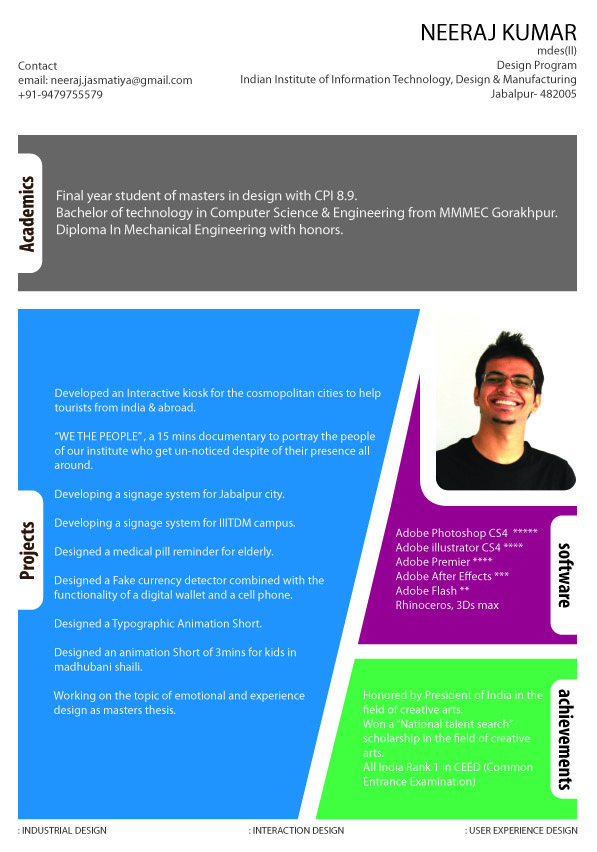 NEERAJ KUMAR
mdes(II)
Design Program
Indian Institute of Information Technology, Design & Manufacturing
Jabalpur- 482005
Contact
email: neeraj.jasmatiya@gmail.com
+91-9479755579
Academics
Final year student of masters in design with CPI 8.9.
Bachelor of technology in Computer Science & Engineering from MMMEC Gorakhpur.
Diploma In Mechanical Engineering with honors.
Projects
Developed an Interactive kiosk for the cosmopolitan cities to help
tourists from india & abroad.
“WE THE PEOPLE” , a 15 mins documentary to portray the people
of our institute who get un-noticed despite of their presence all
around.
Developing a signage system for Jabalpur city.
Developing a signage system for IIITDM campus.
Designed a medical pill reminder for elderly.
Designed a Fake currency detector combined with the
functionality of a digital wallet and a cell phone.
Designed a Typographic Animation Short.
Designed an animation Short of 3mins for kids in
madhubani shaili.
Working on the topic of emotional and experience
design as masters thesis.
software
Adobe Photoshop CS4 *****
Adobe illustrator CS4 ****
Adobe Premier ****
Adobe After Effects ***
Adobe Flash **
Rhinoceros, 3Ds max
achievements
Honored by President of India in the
field of creative arts.
Won a “National talent search”
scholarship in the field of creative
arts.
All India Rank 1 in CEED (Common
Entrance Examination)
: INDUSTRIAL DESIGN
: INTERACTION DESIGN
: USER EXPERIENCE DESIGN